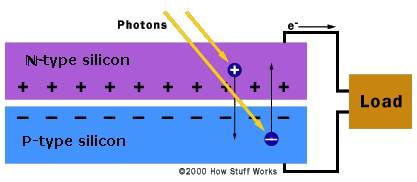 Photons
e-
N-type silicon
+ + + + + + + + + +
Load
− − − − − − − − − −
P-type silicon
©2000 How Stuff Works